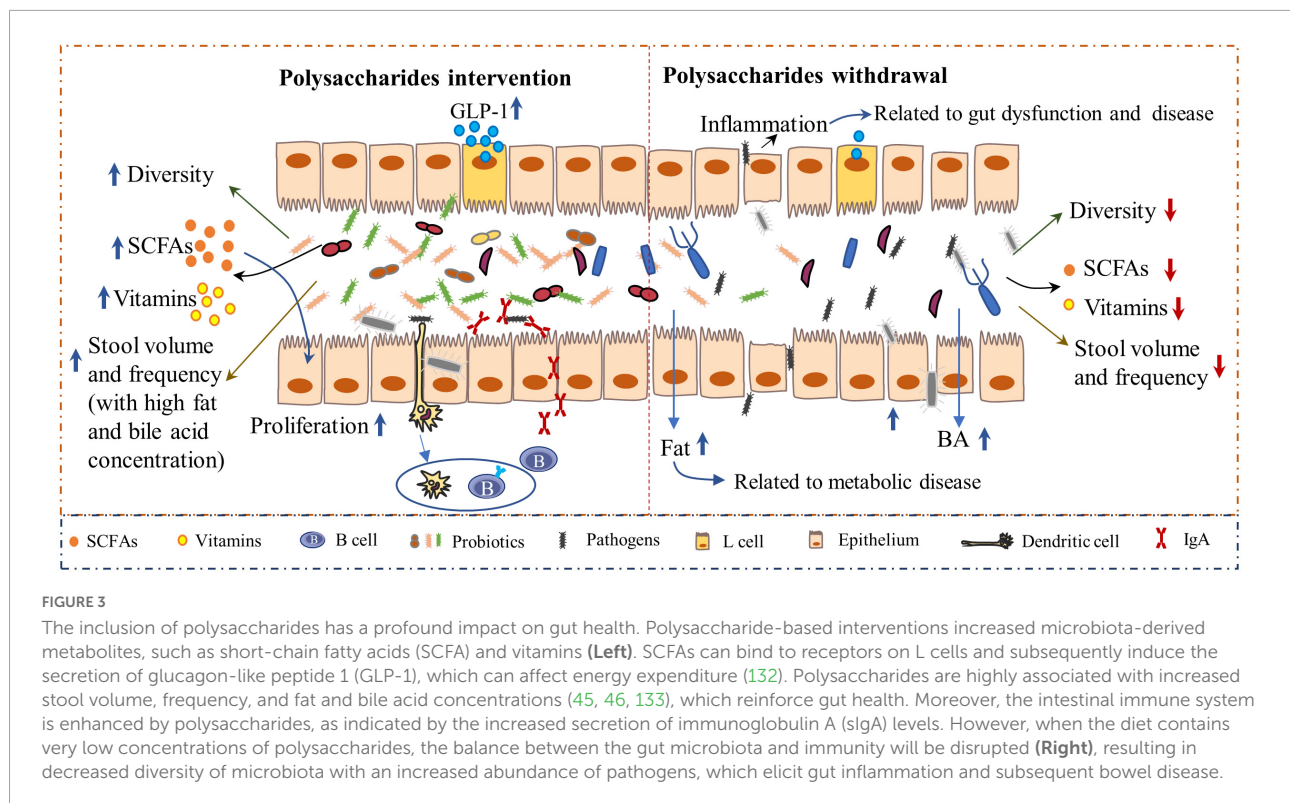 Polysaccharides intervention
GLP-1
Diversity
SCFAs
Vitamins
Stool volume
and frequency
(with high fat
and bile acid
concentration)
Proliferation
B
B
Polysaccharides withdrawal
Inflammation
Related to gut dysfunction and disease
Diversity
SCFAs
Vitamins
Stool volume
and frequency
Fat
BA
Related to metabolic disease
SCFAs
Vitamins
B
B cell
Probiotics
Pathogens
L cell
Epithelium
Dendritic cell
IgA
FIGURE 3
The inclusion of polysaccharides has a profound impact on gut health. Polysaccharide-based interventions increased microbiota-derived
metabolites, such as short-chain fatty acids (SCFA) and vitamins (Left). SCFAs can bind to receptors on L cells and subsequently induce the
secretion of glucagon-like peptide 1 (GLP-1), which can affect energy expenditure (132). Polysaccharides are highly associated with increased
stool volume, frequency, and fat and bile acid concentrations (45, 46, 133), which reinforce gut health. Moreover, the intestinal immune system
is enhanced by polysaccharides, as indicated by the increased secretion of immunoglobulin A (sIgA) levels. However, when the diet contains
very low concentrations of polysaccharides, the balance between the gut microbiota and immunity will be disrupted (Right), resulting in
decreased diversity of microbiota with an increased abundance of pathogens, which elicit gut inflammation and subsequent bowel disease.